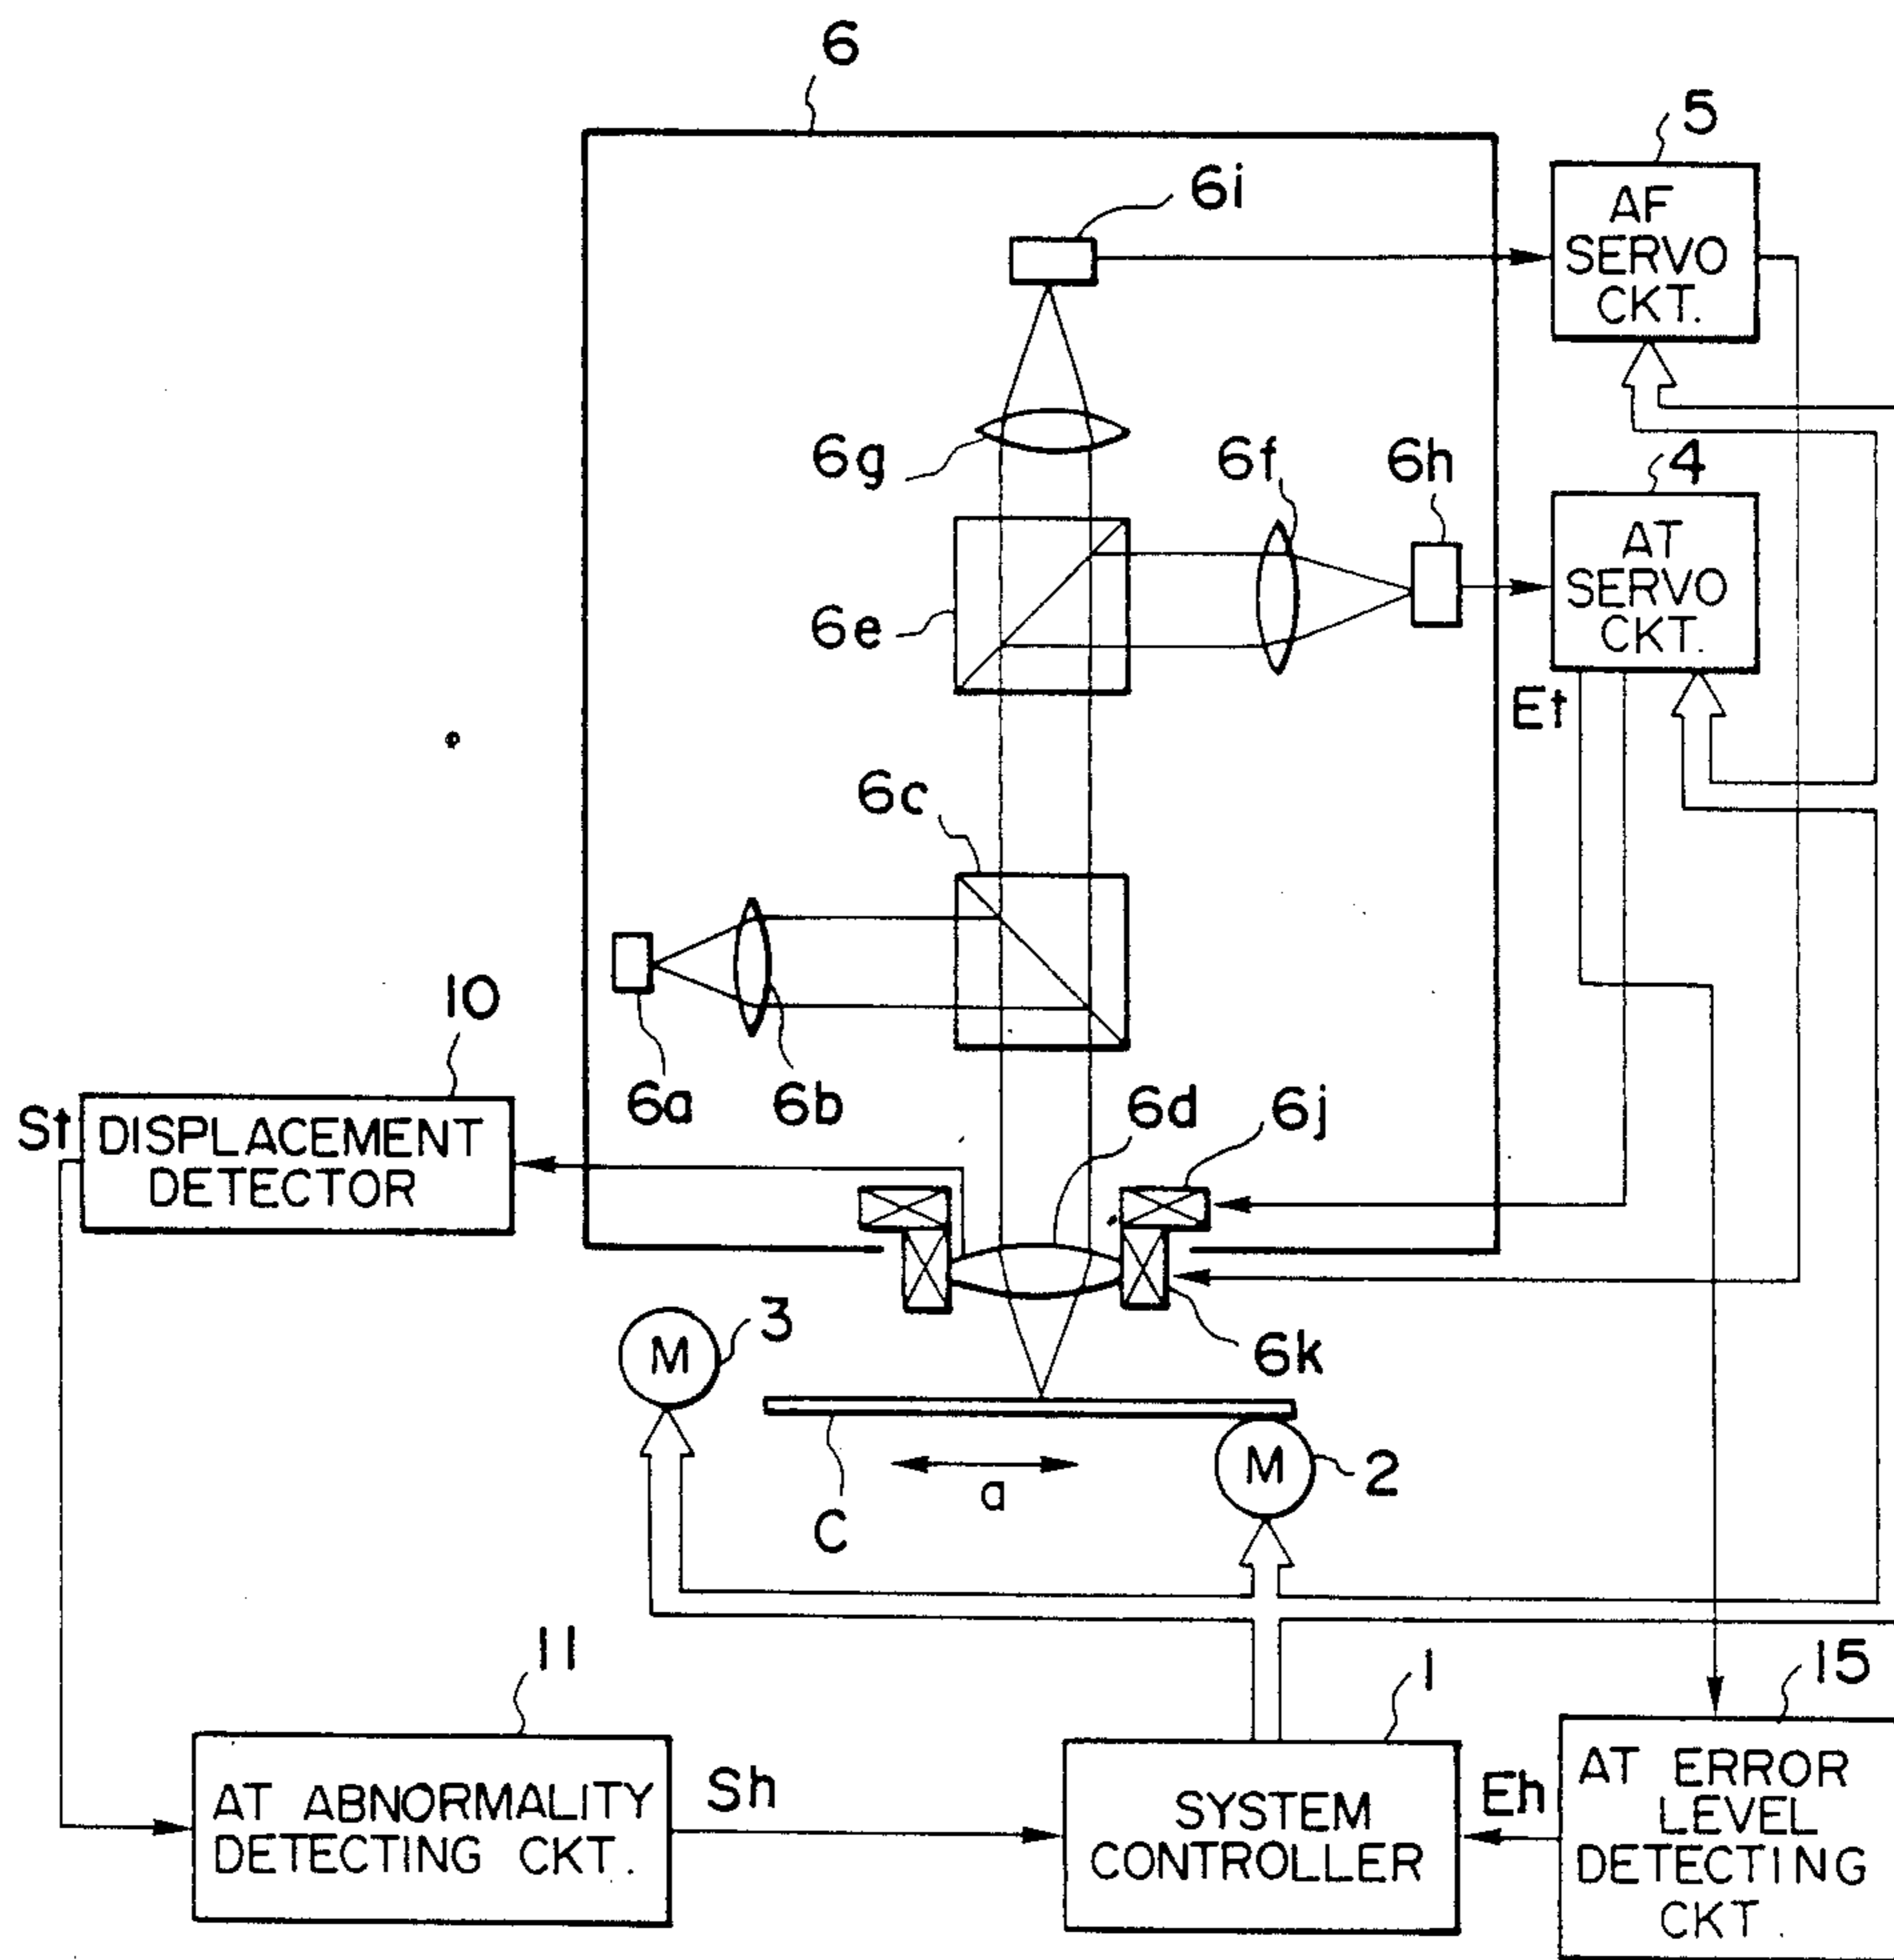 6
5
6i
AF
SERVO
CKT.
6g
6f
6h
4
AT
SERVO
CKT.
6e
Et
6c
10
6a
6b
6d
6j
St
DISPLACEMENT
DETECTOR
3
M
6k
M
2
a
C
11
1
15
AT ABNORMALITY
DETECTING CKT.
Sh
SYSTEM
CONTROLLER
Eh
AT ERROR
LEVEL
DETECTING
CKT.